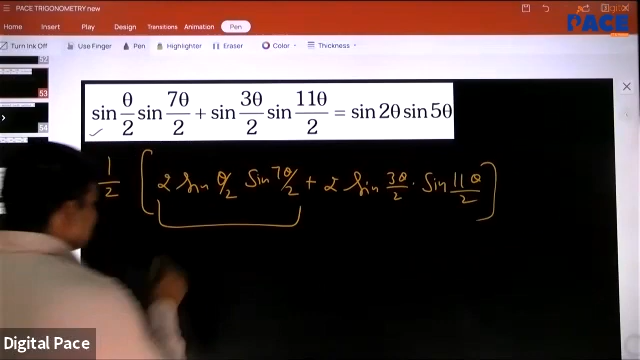 PACE TRIGONOMETRY new
PACE
Home Insert Play Design Transitions Animation Pen
Turn Ink Off Use Finger Pen Highlighter Eraser Color Thickness
52
53
54
sin θ/2 sin 7θ/2 + sin 3θ/2 sin 11θ/2 = sin 2θ sin 5θ
1/2 [ 2 sin θ/2 sin 7θ/2 + 2 sin 3θ/2 · sin 11θ/2 ]
Digital Pace